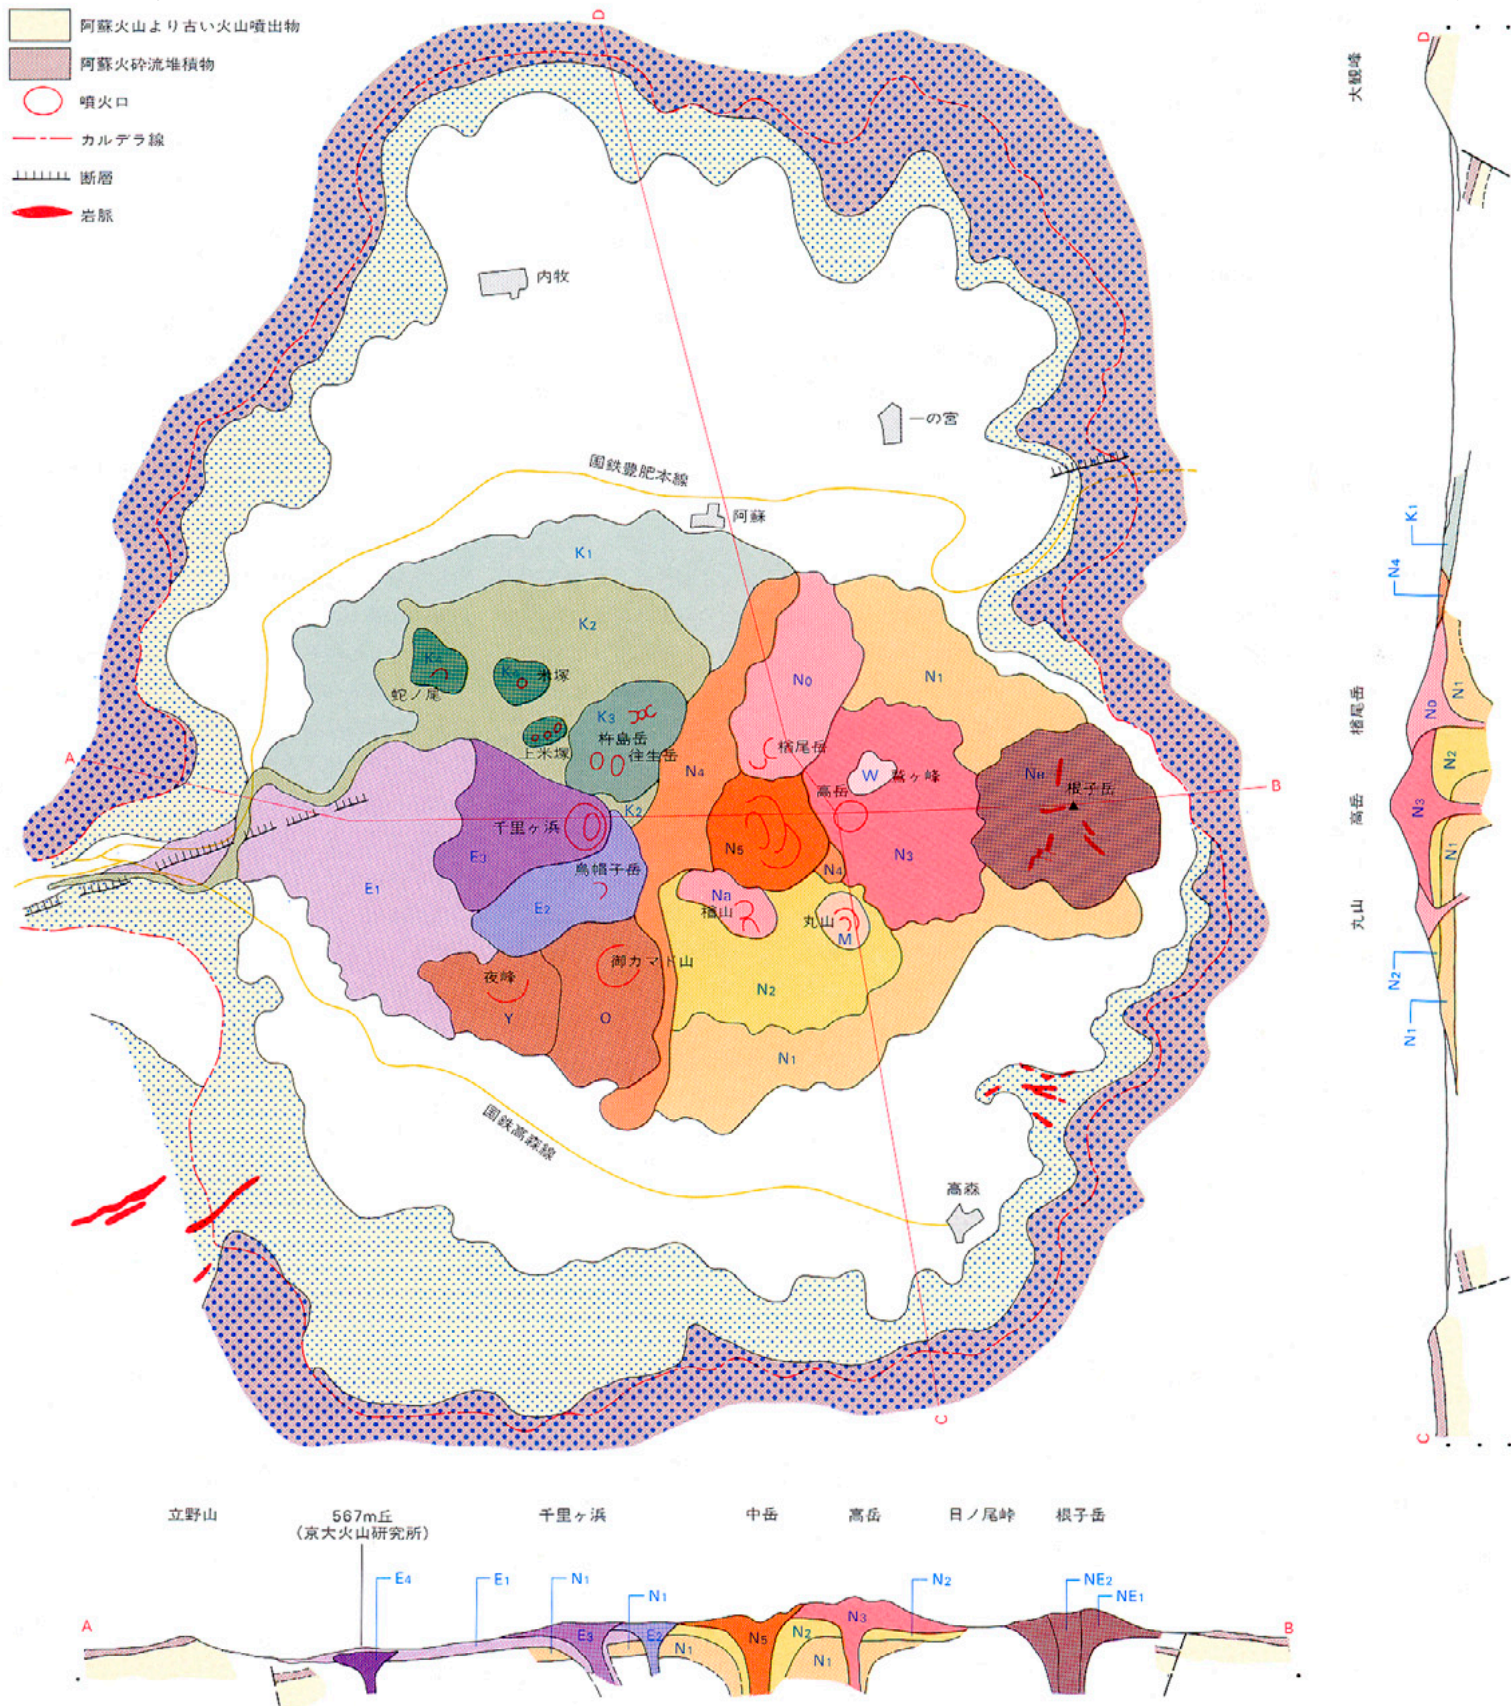 阿蘇火山より古い火山噴出物
阿蘇火砕流堆積物
噴火口
カルデラ線
断層
岩脈
D
内牧
一の宮
国鉄豊肥本線
阿蘇
K1
K2
米塚
蛇ノ尾
上米塚
K3
杵島岳
往生岳
K2
A
B
千里ヶ浜
E3
烏帽子岳
E2
E1
夜峰
Y
御カマド山
O
N4
N0
楢尾岳
N1
W
鷲ヶ峰
高岳
N3
根子岳
N5
N4
Na
楢山
丸山
M
N2
N1
国鉄高森線
高森
C
D
大観峰
K1
N4
楢尾岳
N1
N2
高岳
N3
N1
丸山
N2
N1
C
立野山
567m丘
(京大火山研究所)
千里ヶ浜
中岳
高岳
日ノ尾峠
根子岳
E4
E1
N1
N1
N2
NE2
NE1
A
E3
E2
N1
N5
N2
N1
N3
B